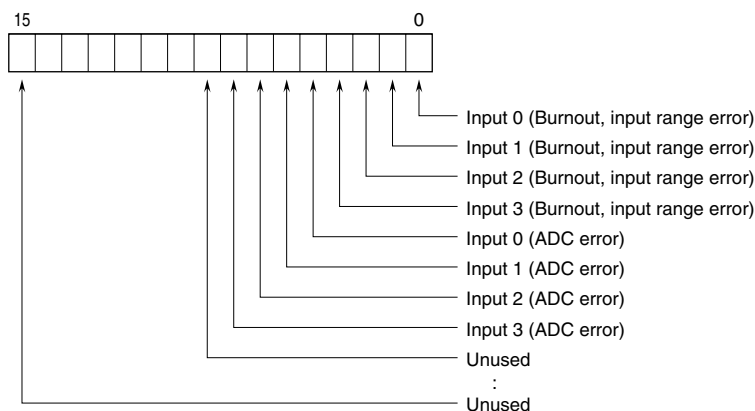 15 0
Input 0 (Burnout, input range error)
Input 1 (Burnout, input range error)
Input 2 (Burnout, input range error)
Input 3 (Burnout, input range error)
Input 0 (ADC error)
Input 1 (ADC error)
Input 2 (ADC error)
Input 3 (ADC error)
Unused
:
Unused